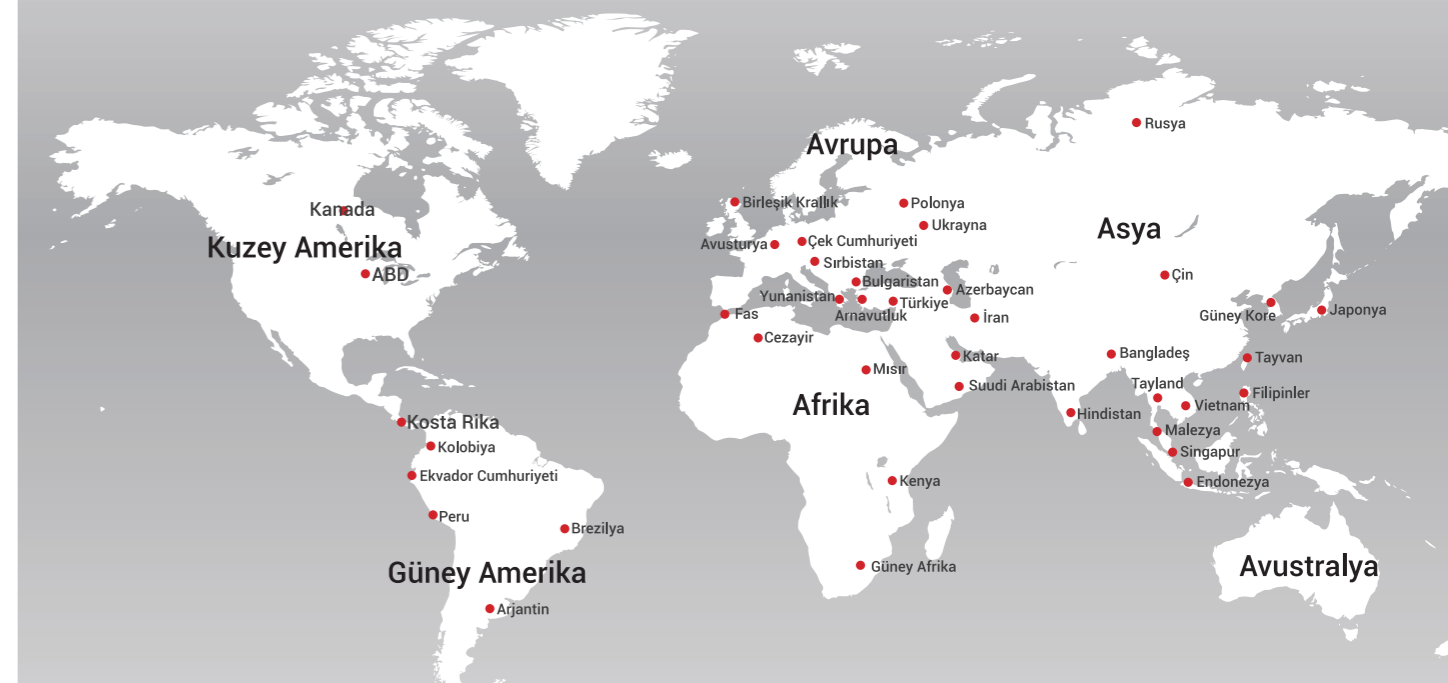 Rusya
Avrupa
Birleşik Krallık
Polonya
Kanada
Ukrayna
Asya
Kuzey Amerika
Avusturya
Çek Cumhuriyeti
Sırbistan
ABD
Çin
Bulgaristan
Azerbaycan
Yunanistan
Türkiye
Arnavutluk
Fas
İran
Güney Kore
Japonya
Cezayir
Katar
Bangladeş
Tayvan
Mısır
Suudi Arabistan
Tayland
Filipinler
Afrika
Vietnam
Hindistan
Kosta Rika
Malezya
Kolobiya
Singapur
Ekvador Cumhuriyeti
Kenya
Endonezya
Peru
Brezilya
Güney Afrika
Avustralya
Güney Amerika
Arjantin